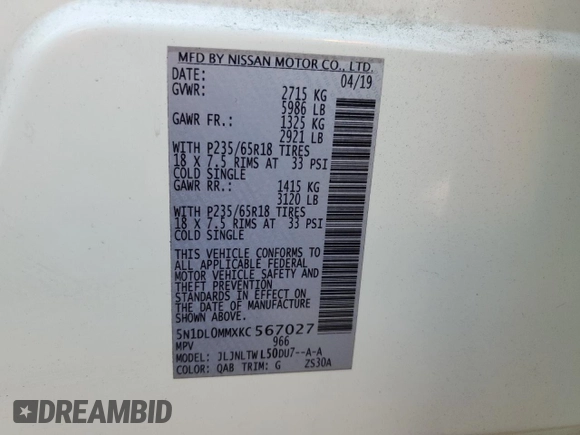 MFD BY NISSAN MOTOR CO., LTD.
DATE: 04/19
GVWR: 2715 KG
5986 LB
GAWR FR.: 1325 KG
2921 LB
WITH P235/65R18 TIRES
18 X 7.5 RIMS AT 33 PSI
COLD SINGLE
GAWR RR.: 1415 KG
3120 LB
WITH P235/65R18 TIRES
18 X 7.5 RIMS AT 33 PSI
COLD SINGLE
THIS VEHICLE CONFORMS TO
ALL APPLICABLE FEDERAL
MOTOR VEHICLE SAFETY AND
THEFT PREVENTION
STANDARDS IN EFFECT ON
THE DATE OF MANUFACTURE
SHOWN ABOVE.
5N1DL0MMXKC567027
MPV 966
MODEL: JLJNLTWL50DU7--A-A
COLOR: QAB TRIM: G ZS30A
DREAMBID